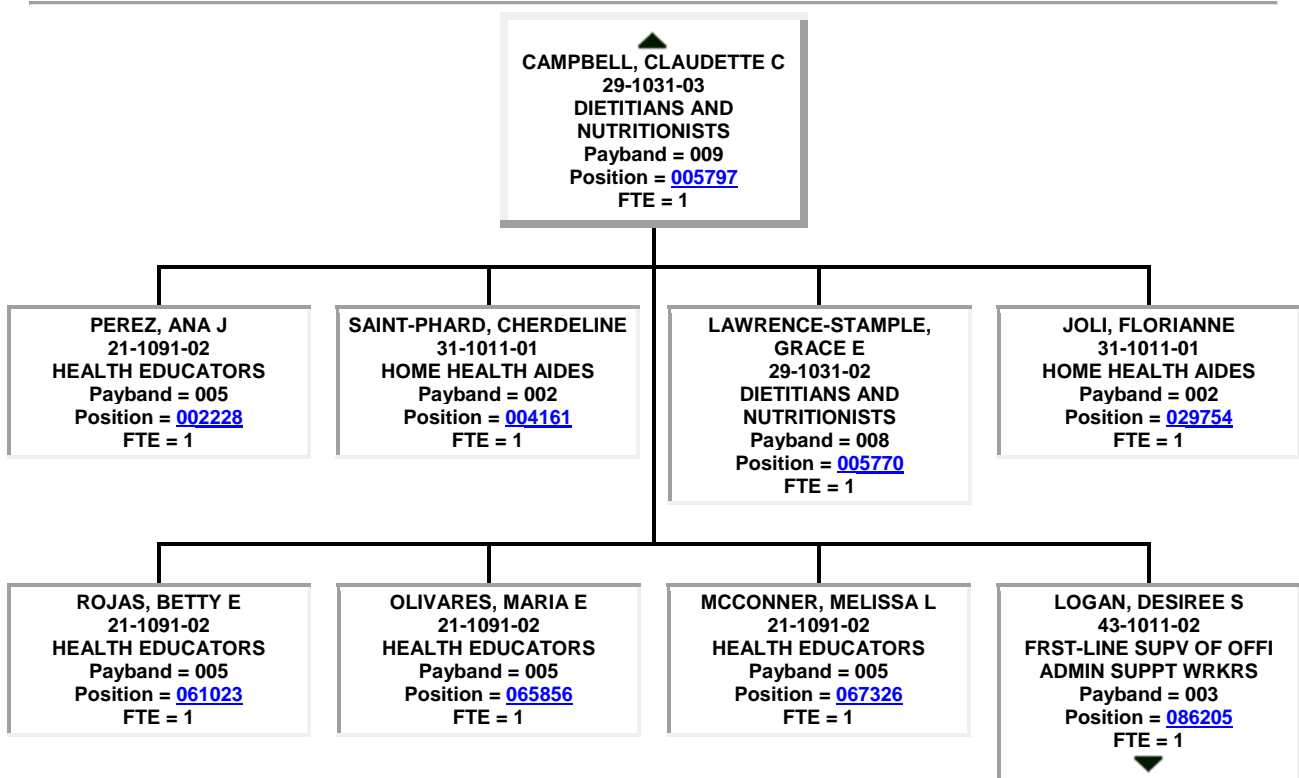 CAMPBELL, CLAUDETTE C
29-1031-03
DIETITIANS AND
NUTRITIONISTS
Payband = 009
Position = 005797
FTE = 1
PEREZ, ANA J
21-1091-02
HEALTH EDUCATORS
Payband = 005
Position = 002228
FTE = 1
SAINT-PHARD, CHERDELINE
31-1011-01
HOME HEALTH AIDES
Payband = 002
Position = 004161
FTE = 1
LAWRENCE-STAMPLE,
GRACE E
29-1031-02
DIETITIANS AND
NUTRITIONISTS
Payband = 008
Position = 005770
FTE = 1
JOLI, FLORIANNE
31-1011-01
HOME HEALTH AIDES
Payband = 002
Position = 029754
FTE = 1
ROJAS, BETTY E
21-1091-02
HEALTH EDUCATORS
Payband = 005
Position = 061023
FTE = 1
OLIVARES, MARIA E
21-1091-02
HEALTH EDUCATORS
Payband = 005
Position = 065856
FTE = 1
MCCONNER, MELISSA L
21-1091-02
HEALTH EDUCATORS
Payband = 005
Position = 067326
FTE = 1
LOGAN, DESIREE S
43-1011-02
FRST-LINE SUPV OF OFFI
ADMIN SUPPT WRKRS
Payband = 003
Position = 086205
FTE = 1